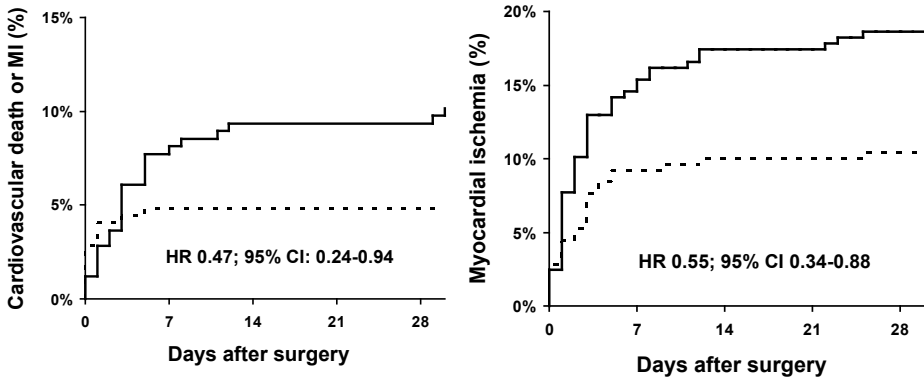 Cardiovascular death or MI (%)
15%
10%
5%
0%
HR 0.47; 95% CI: 0.24-0.94
0 7 14 21 28
Days after surgery
Myocardial ischemia (%)
20%
15%
10%
5%
0%
HR 0.55; 95% CI 0.34-0.88
0 7 14 21 28
Days after surgery